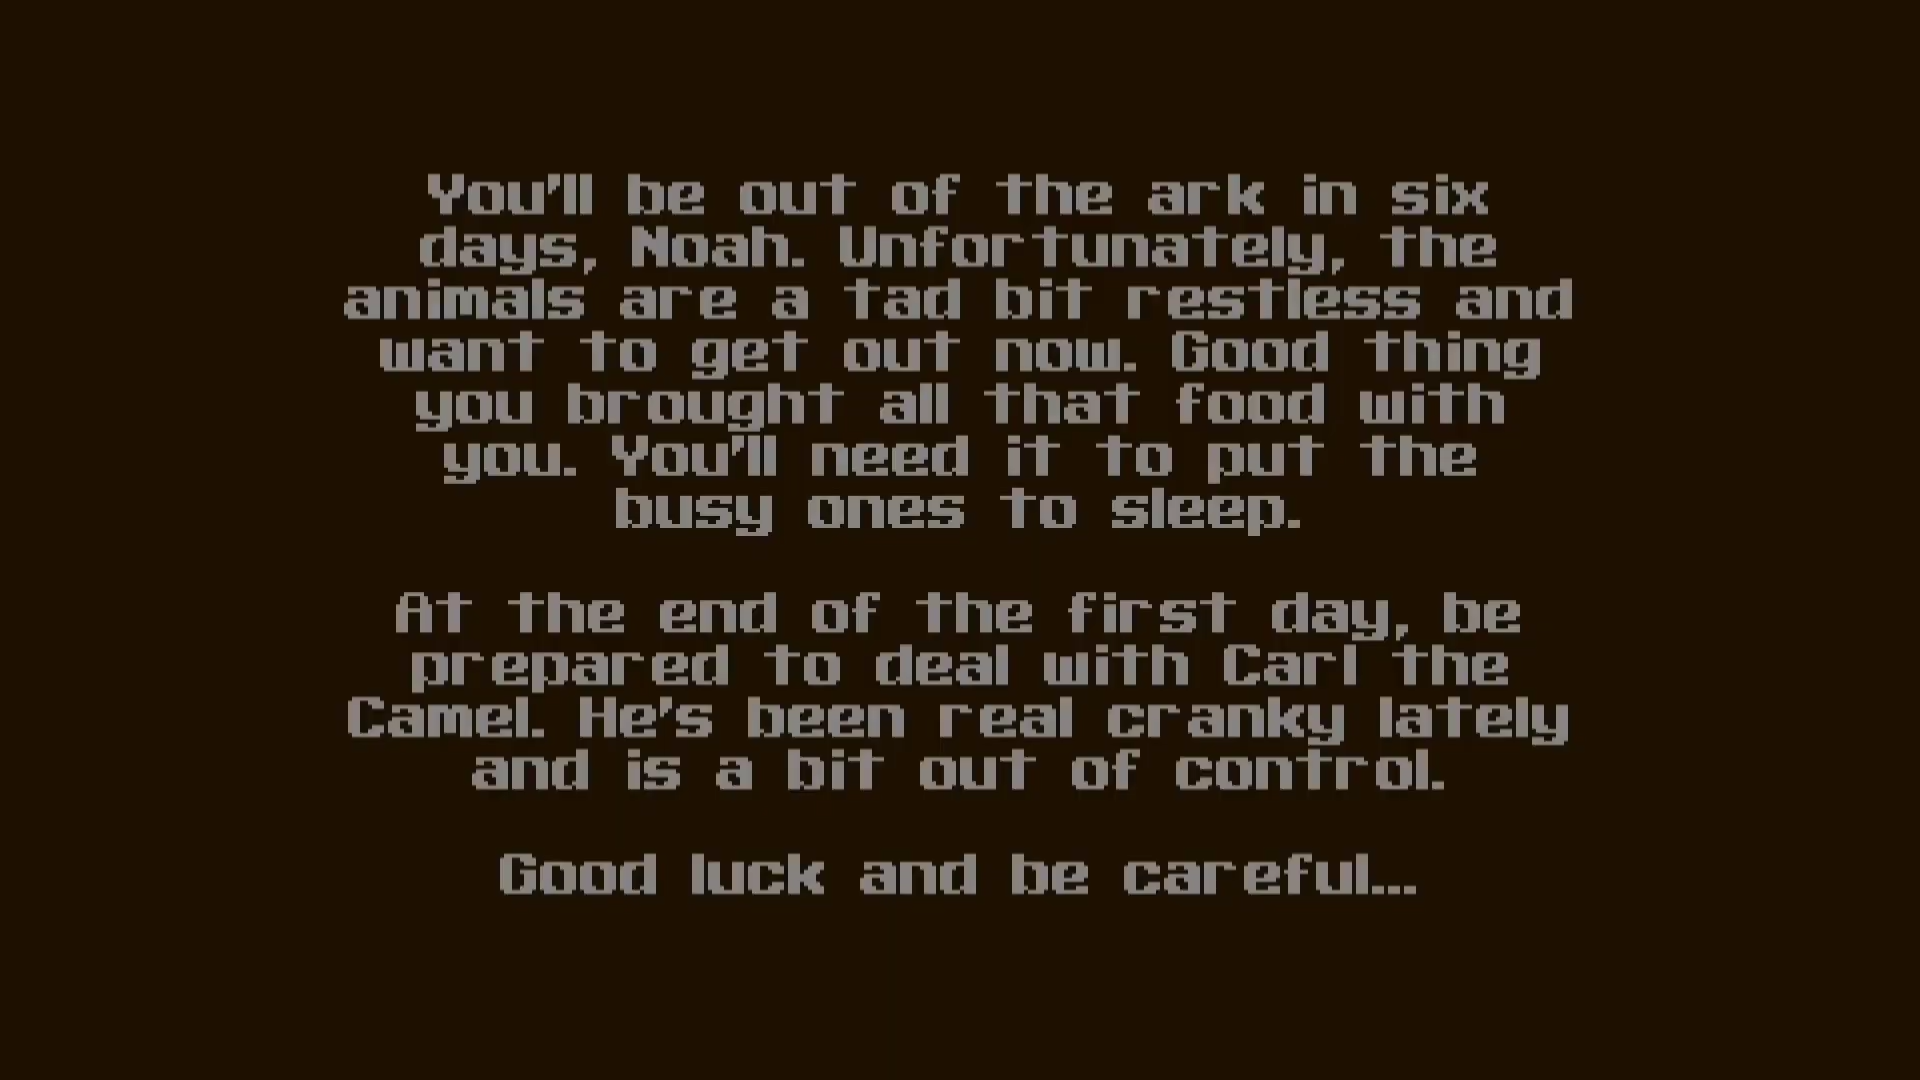 You'll be out of the ark in six
days, Noah. Unfortunately, the
animals are a tad bit restless and
want to get out now. Good thing
you brought all that food with
you. You'll need it to put the
busy ones to sleep.
At the end of the first day, be
prepared to deal with Carl the
Camel. He's been real cranky lately
and is a bit out of control.
Good luck and be careful...